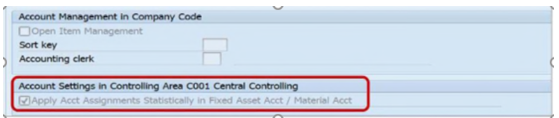 Account Management in Company Code
Open Item Management
Sort key
Accounting clerk
Account Settings in Controlling Area C001 Central Controlling
Apply Acct Assignments Statistically in Fixed Asset Acct / Material Acct